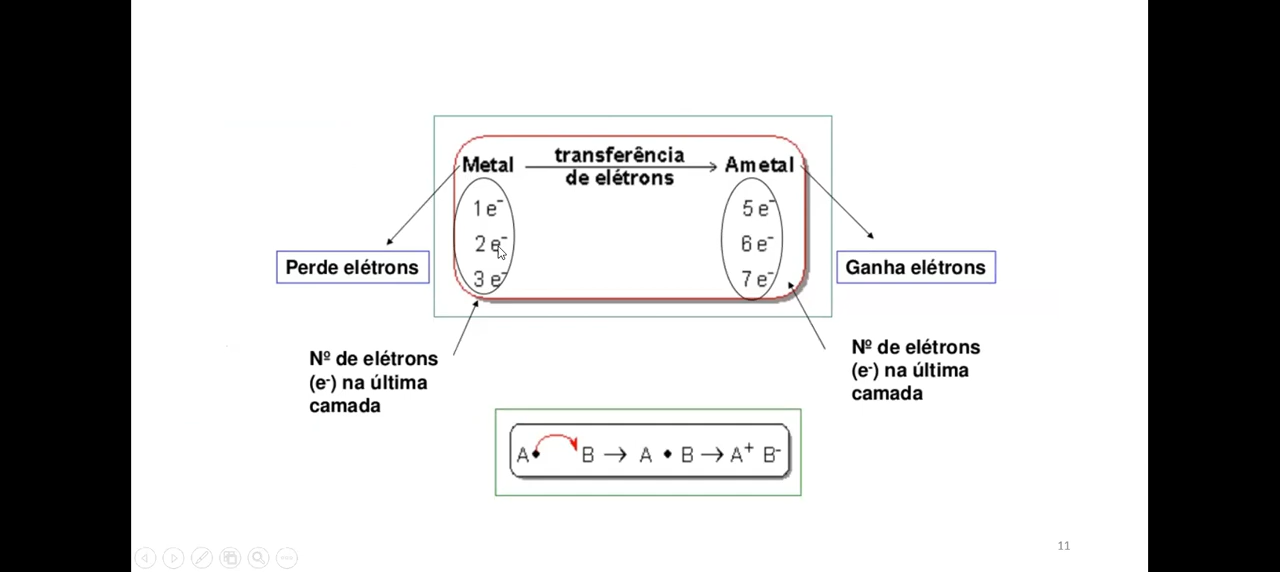 Metal transferência de elétrons Ametal
1 e⁻ 5 e⁻
2 e⁻ 6 e⁻
3 e⁻ 7 e⁻
Perde elétrons
Ganha elétrons
Nº de elétrons
(e⁻) na última
camada
Nº de elétrons
(e⁻) na última
camada
A• B → A • B → A⁺ B⁻
11